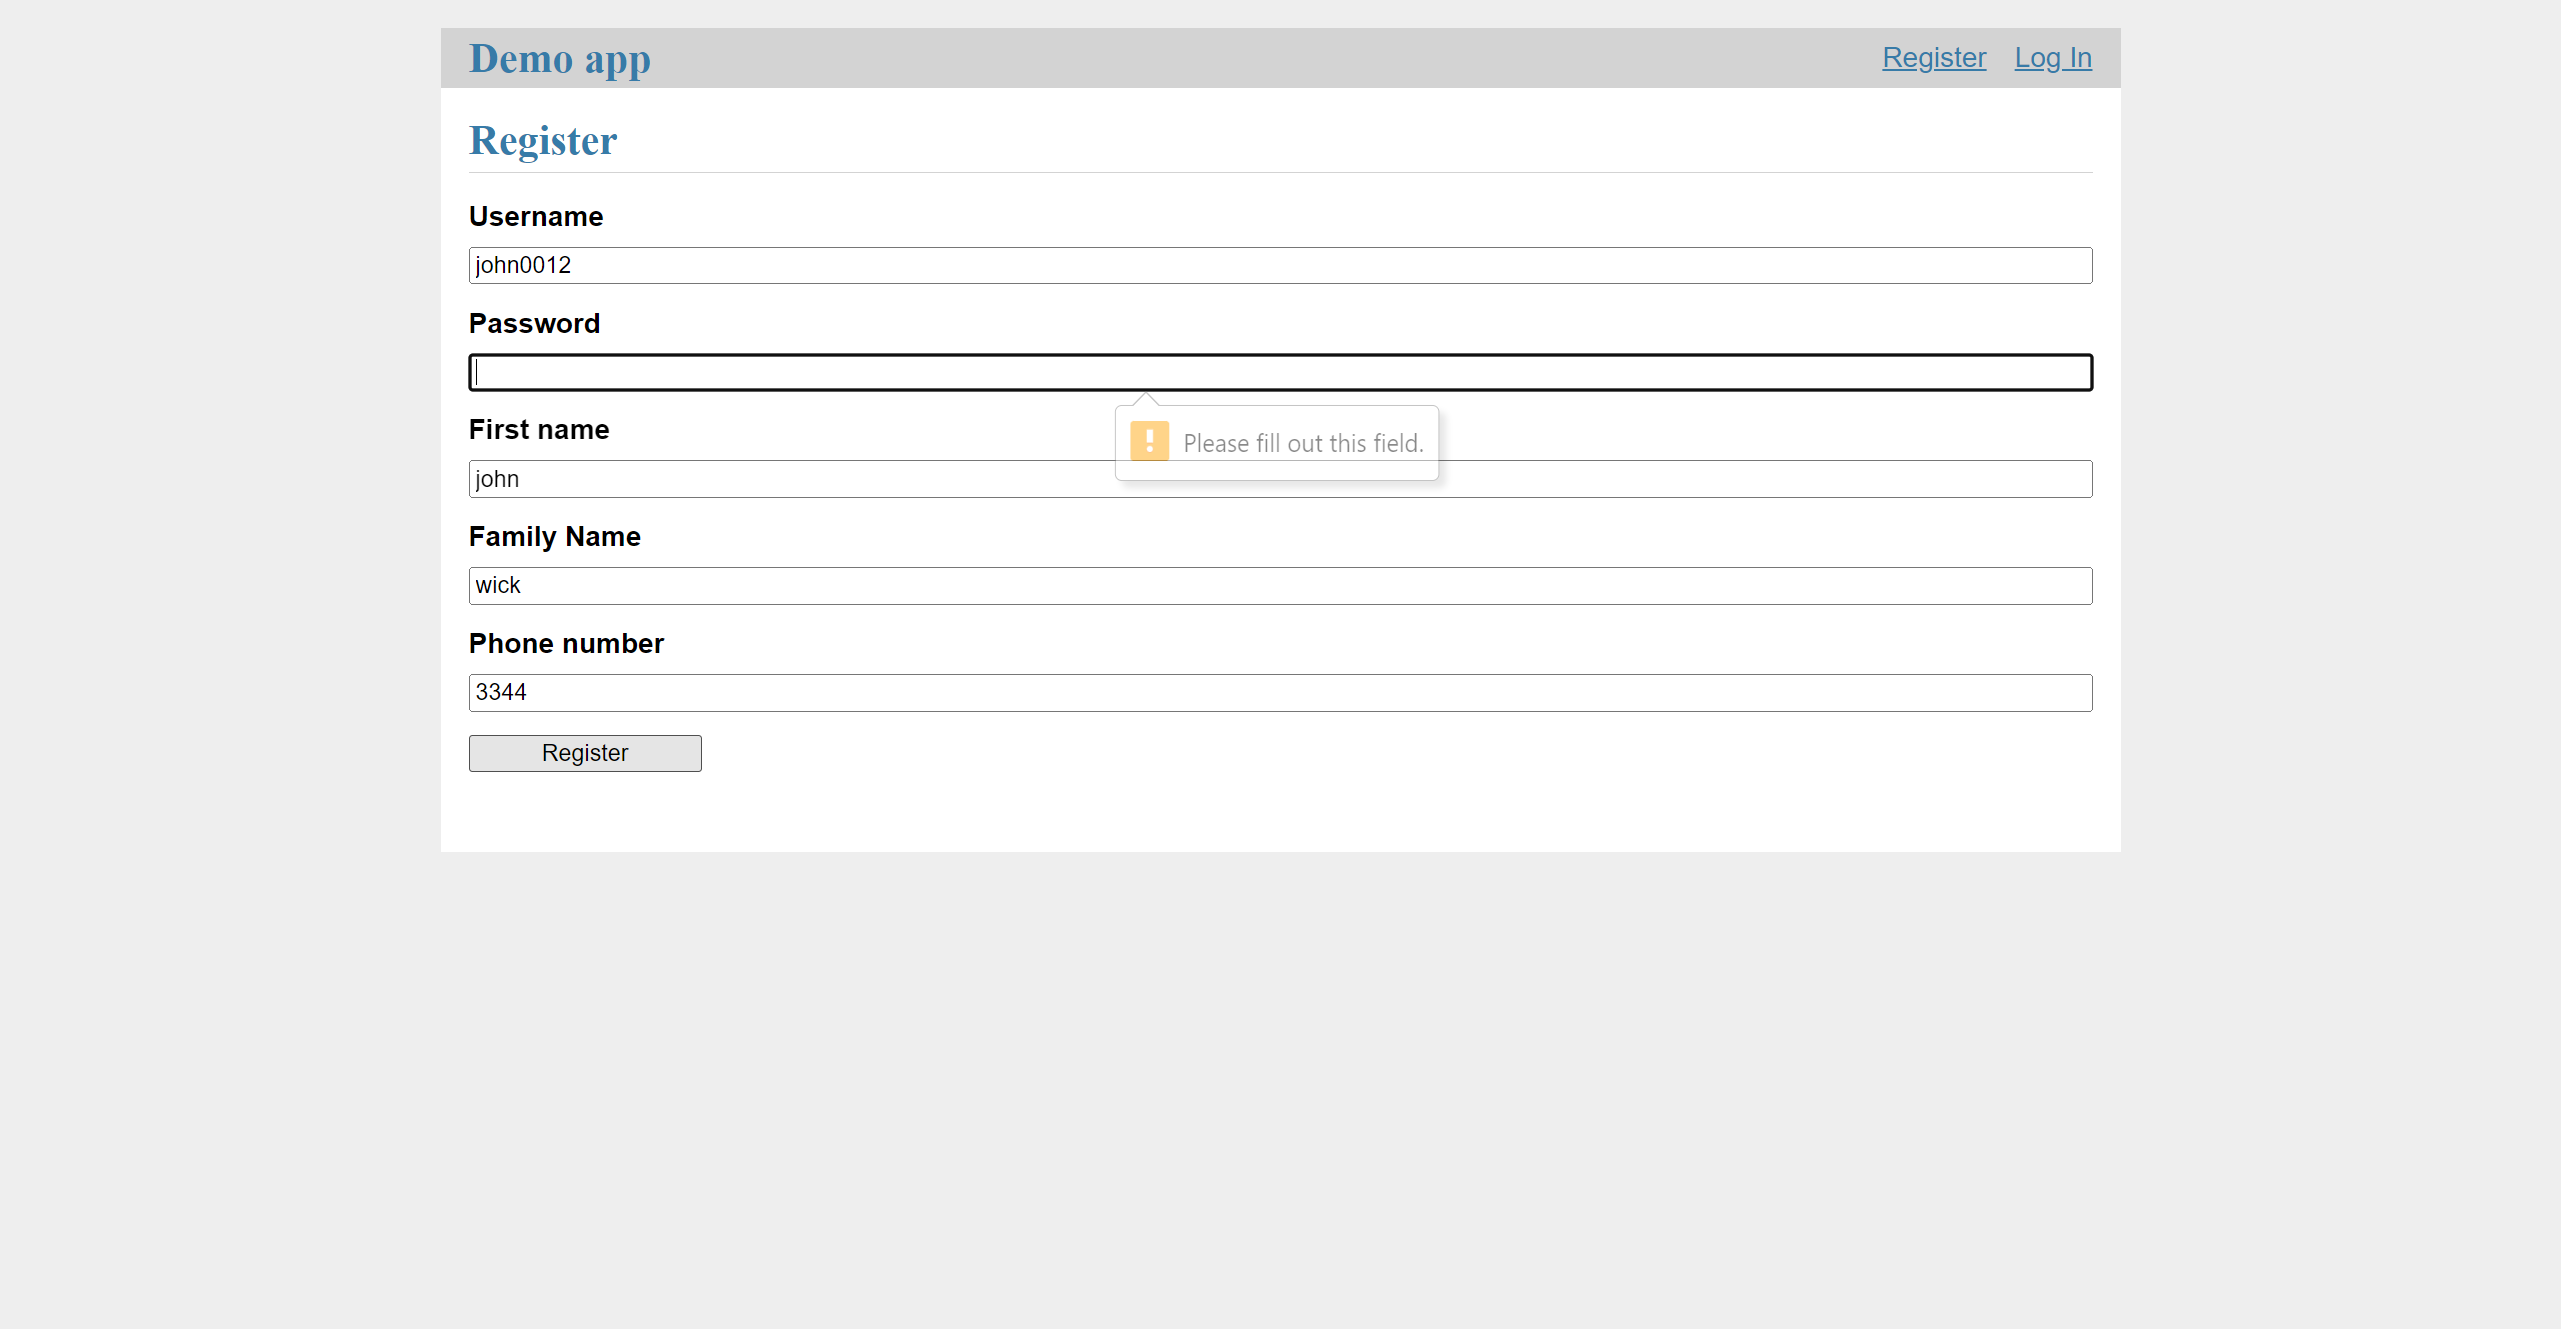 Demo app Register Log In
Register
Username
john0012
Password
Please fill out this field.
First name
john
Family Name
wick
Phone number
3344
Register